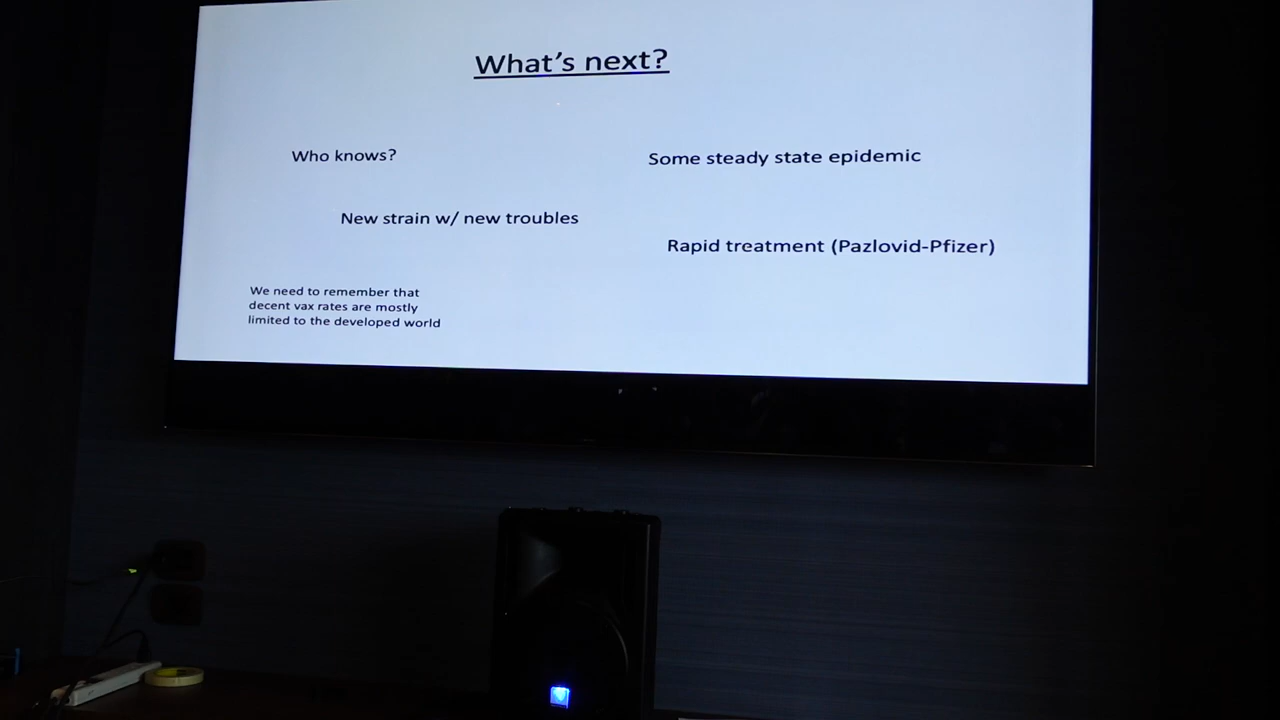 What's next?
Who knows?
Some steady state epidemic
New strain w/ new troubles
Rapid treatment (Pazlovid-Pfizer)
We need to remember that
decent vax rates are mostly
limited to the developed world